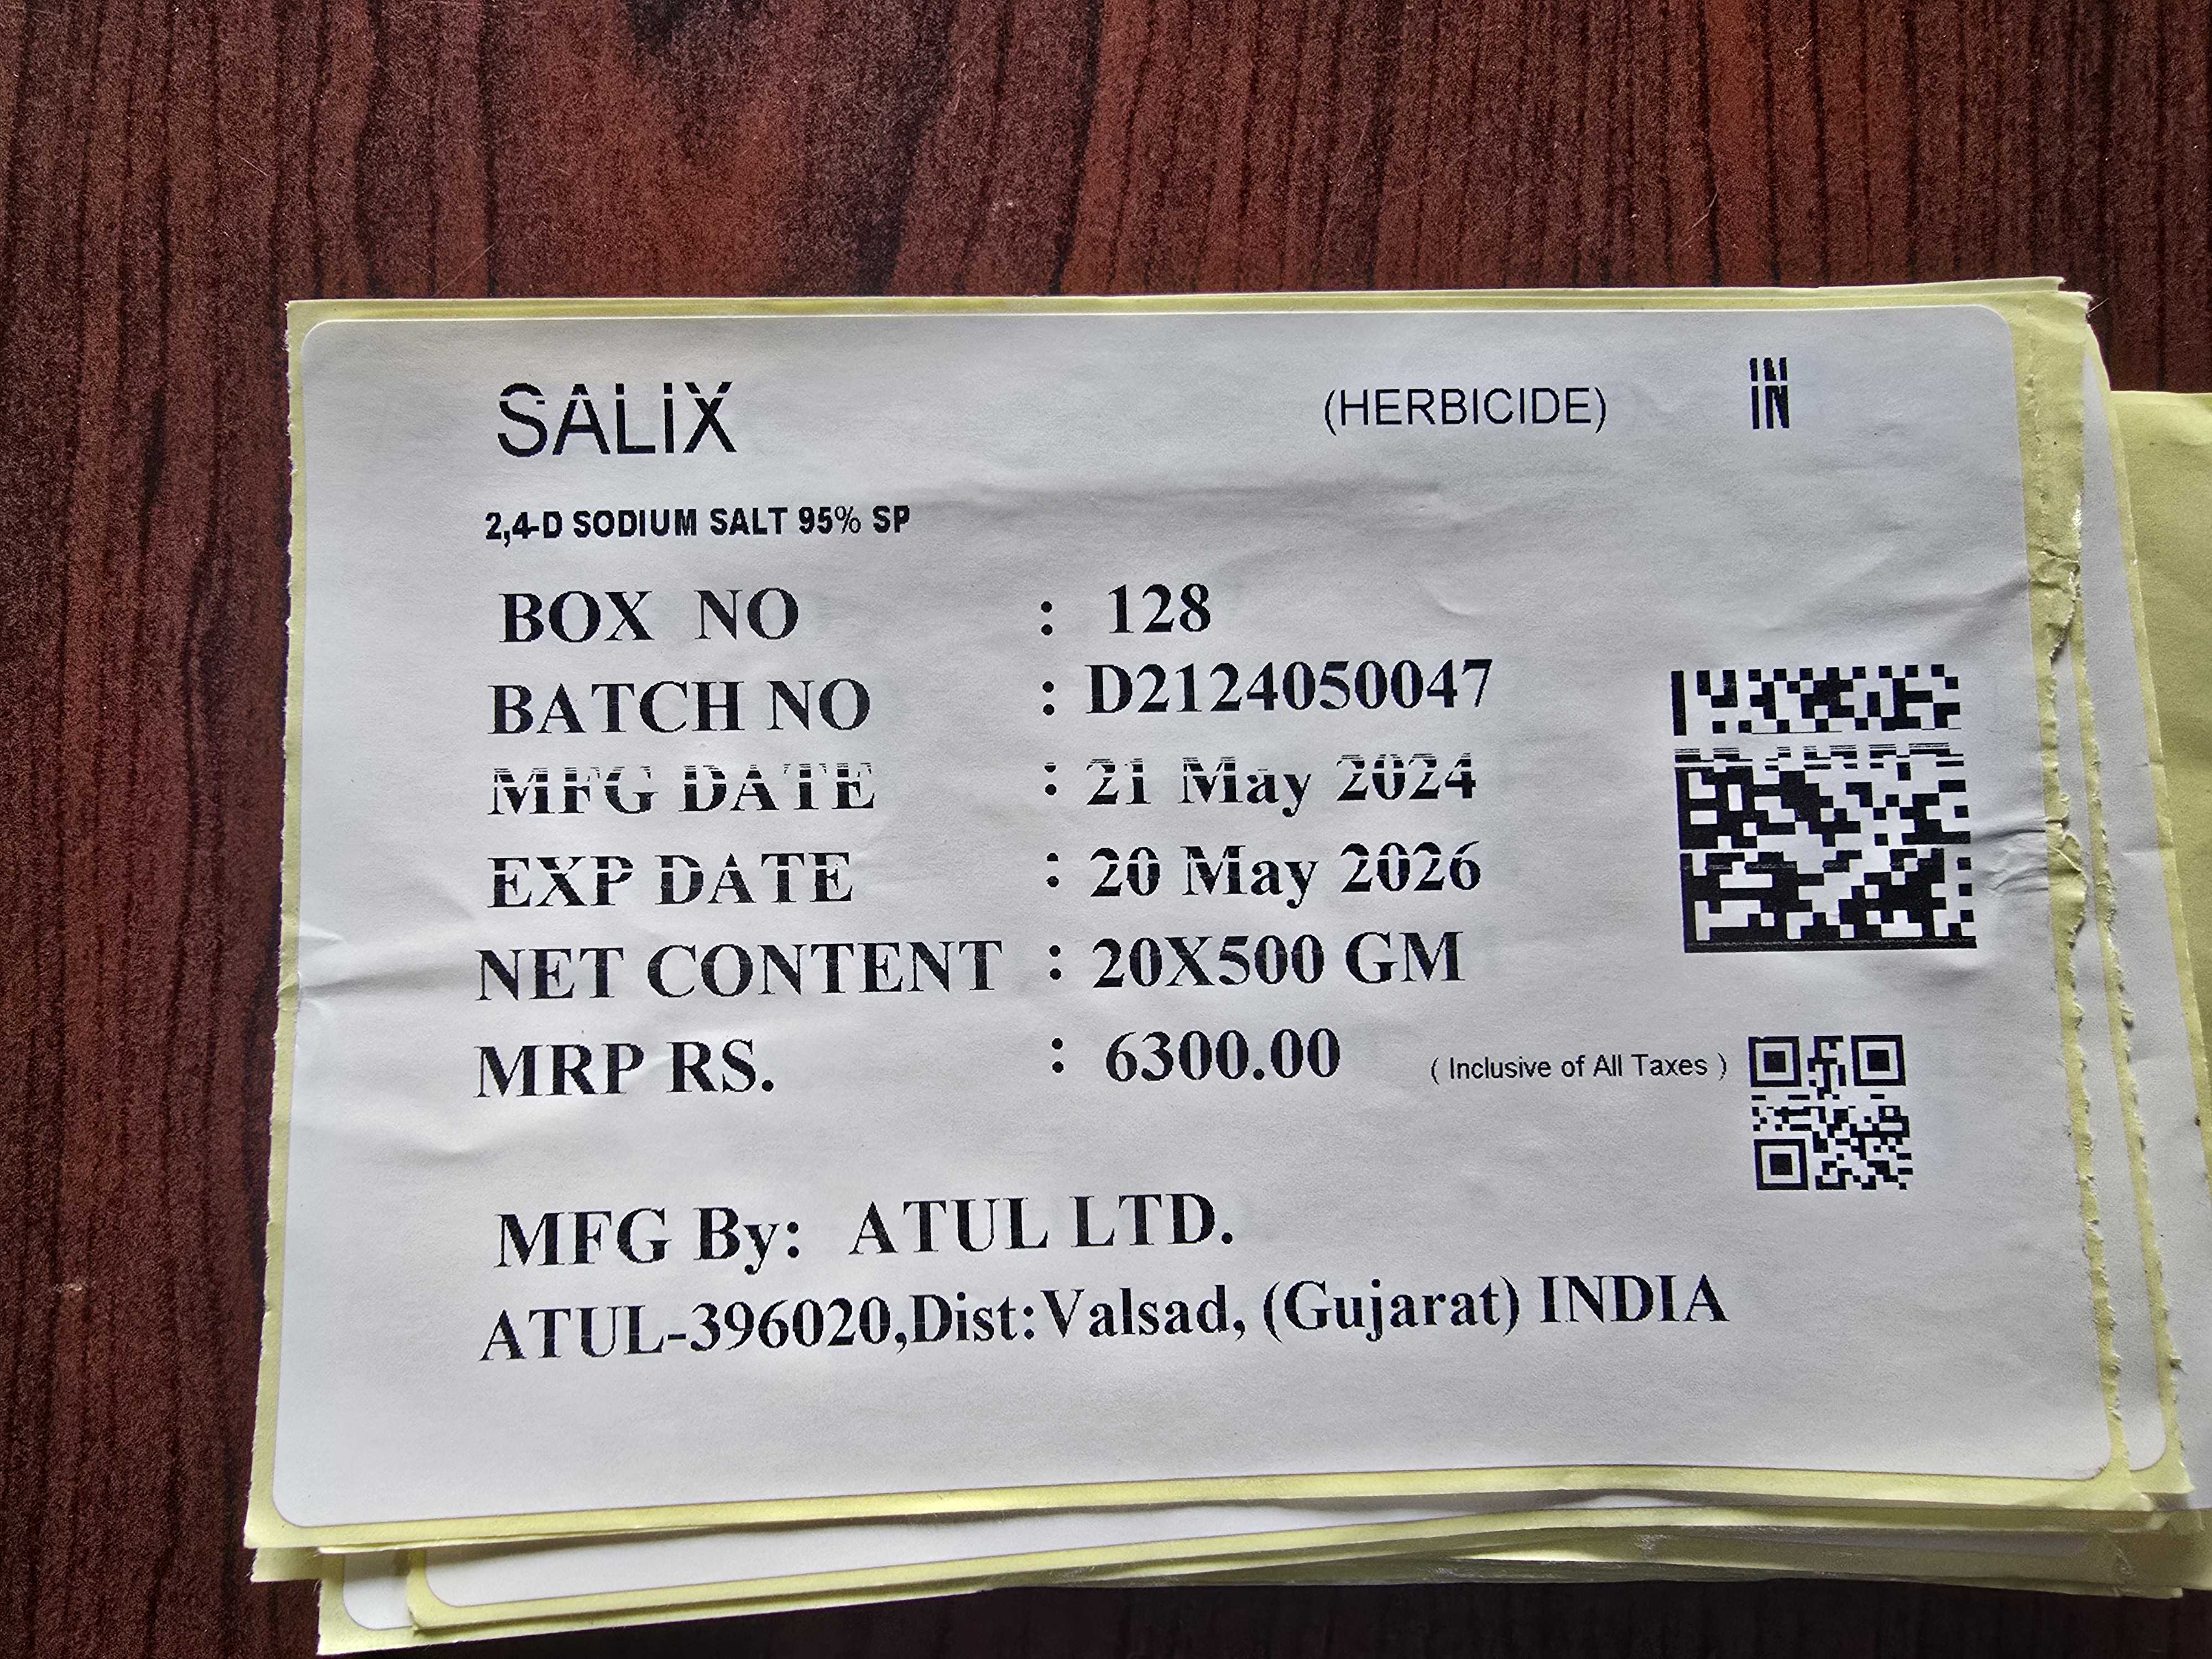 SALiX (HERBICIDE) IN
2,4-D SODIUM SALT 95% SP
BOX NO : 128
BATCH NO : D2124050047
MFG DATE : 21 May 2024
EXP DATE : 20 May 2026
NET CONTENT : 20X500 GM
MRP RS. : 6300.00 ( Inclusive of All Taxes )
MFG By: ATUL LTD.
ATUL-396020,Dist:Valsad, (Gujarat) INDIA